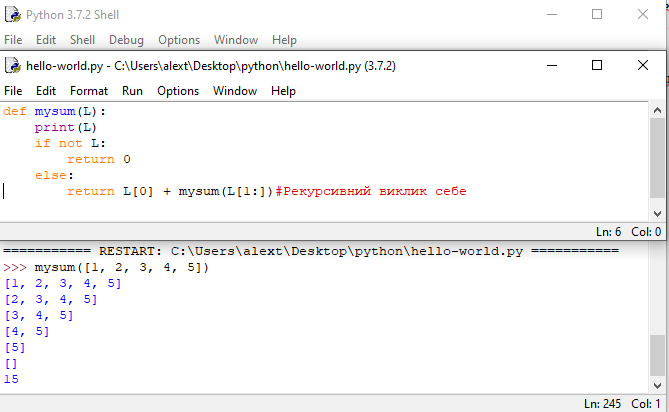 Python 3.7.2 Shell
File Edit Shell Debug Options Window Help
hello-world.py - C:\Users\alext\Desktop\python\hello-world.py (3.7.2)
File Edit Format Run Options Window Help
def mysum(L):
    print(L)
    if not L:
        return 0
    else:
        return L[0] + mysum(L[1:])#Рекурсивний виклик себе
Ln: 6 Col: 0
=========== RESTART: C:\Users\alext\Desktop\python\hello-world.py ===========
>>> mysum([1, 2, 3, 4, 5])
[1, 2, 3, 4, 5]
[2, 3, 4, 5]
[3, 4, 5]
[4, 5]
[5]
[]
15
Ln: 245 Col: 1